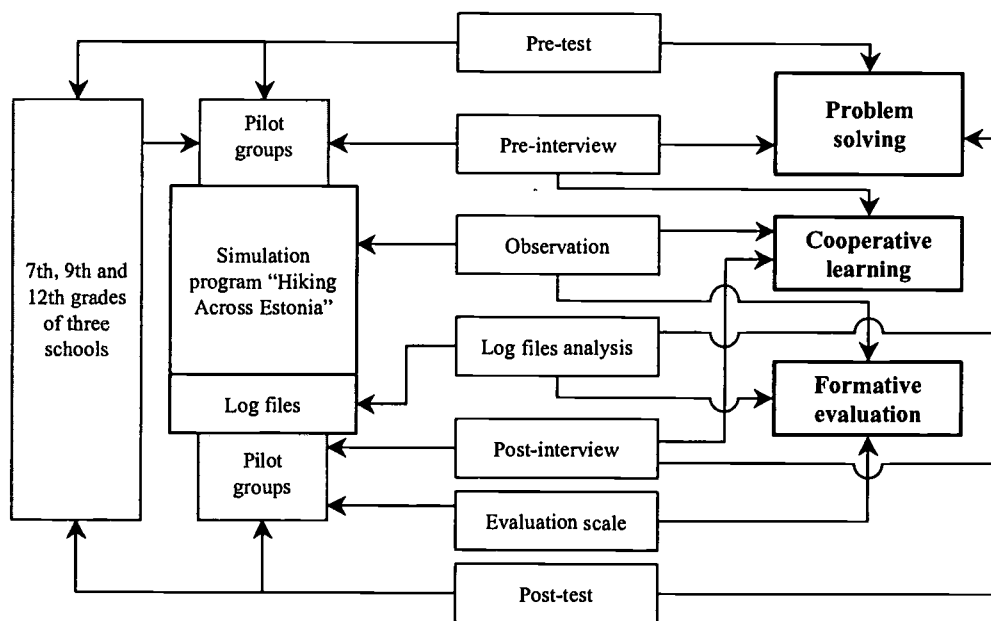 Pre-test
Pilot
groups
Pre-interview
Problem
solving
7th, 9th and
12th grades
of three
schools
Simulation
program “Hiking
Across Estonia”
Observation
Cooperative
learning
Log files analysis
Log files
Formative
evaluation
Pilot
groups
Post-interview
Evaluation scale
Post-test